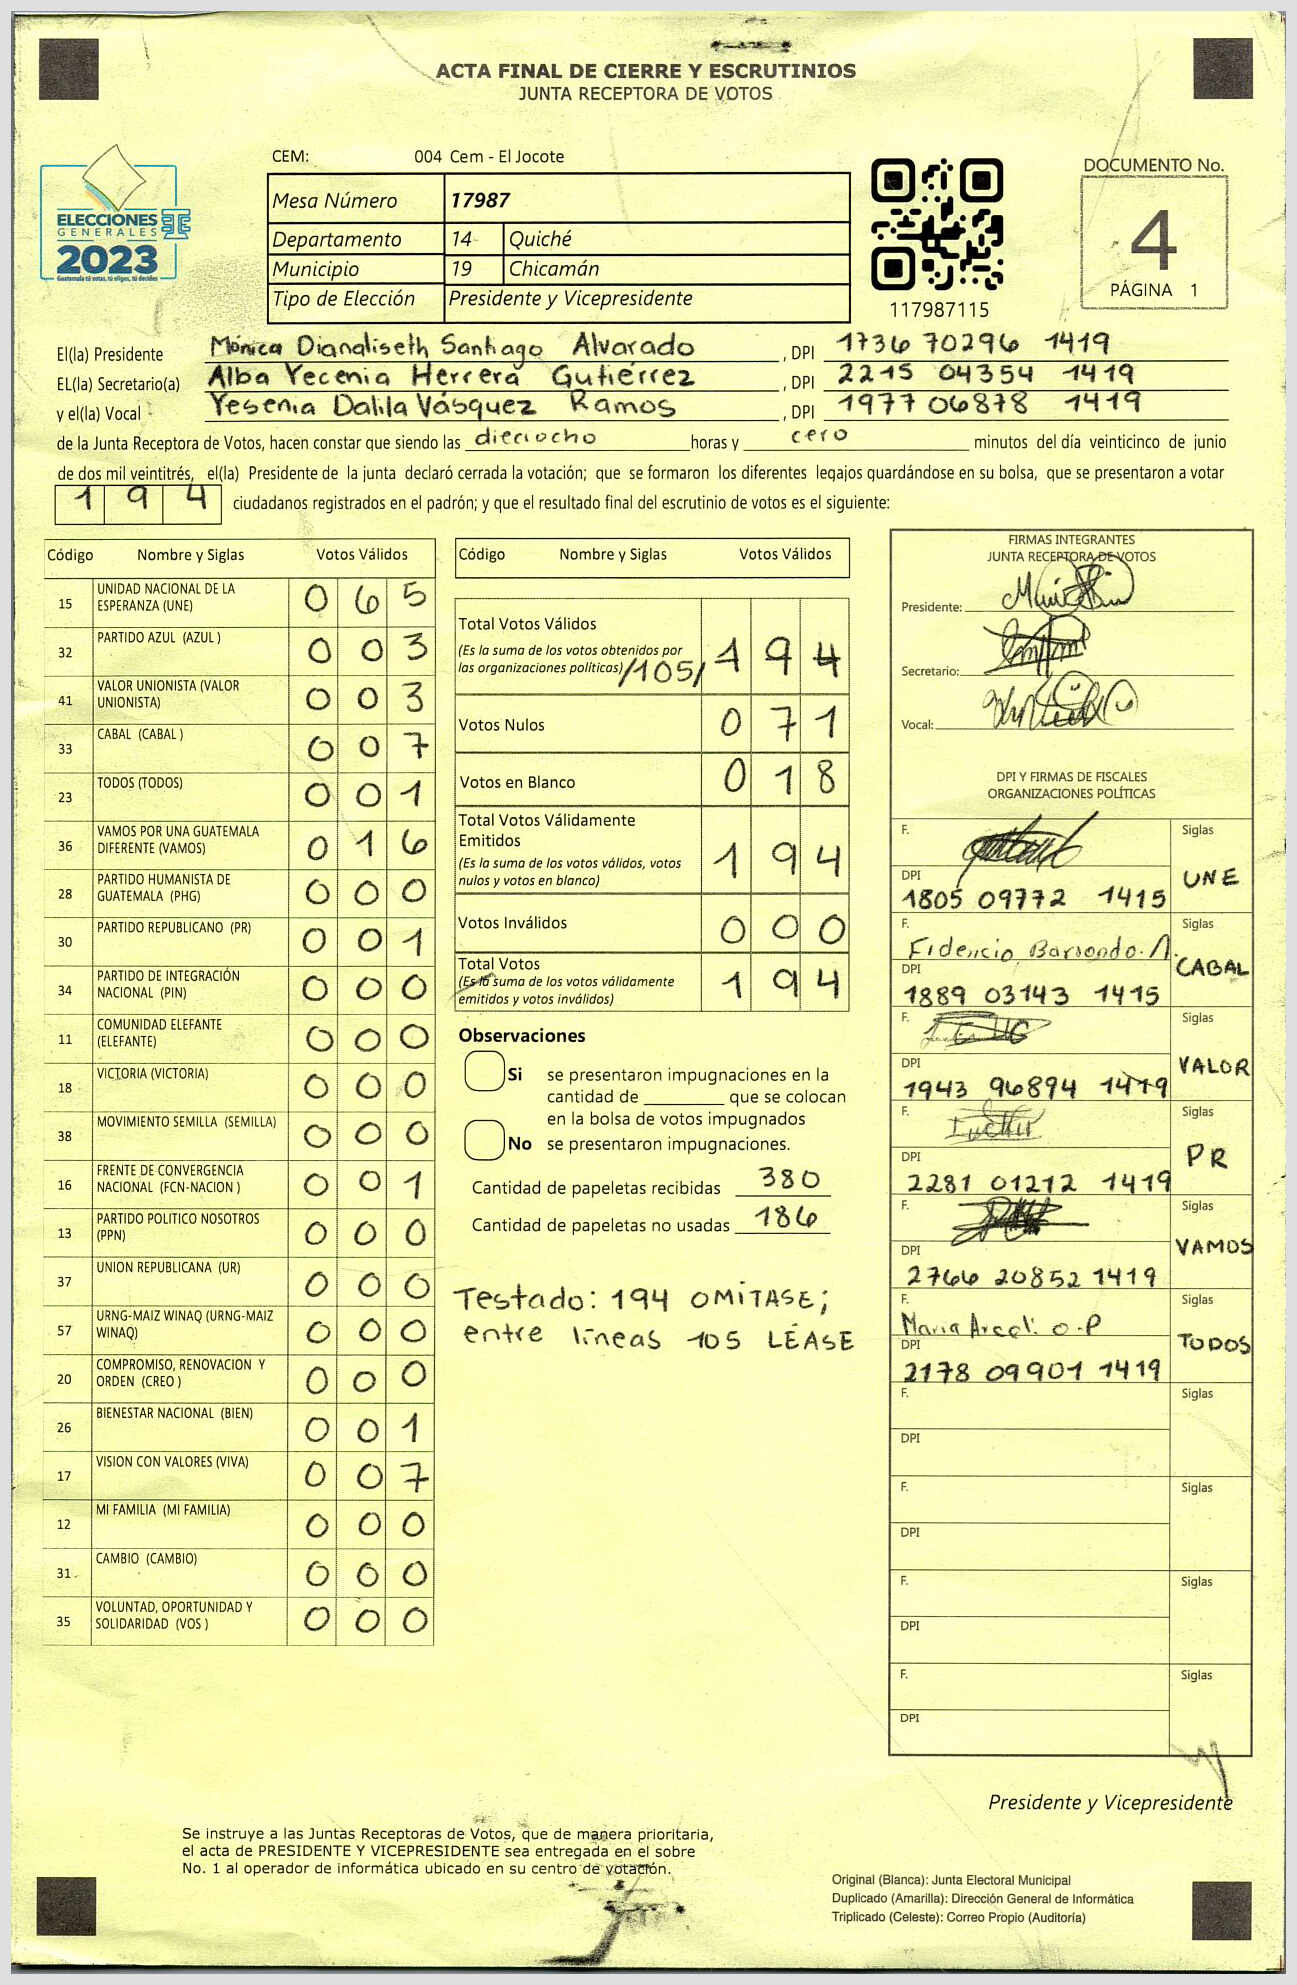 ACTA FINAL DE CIERRE Y ESCRUTINIOS
JUNTA RECEPTORA DE VOTOS
CEM: 004 Cem - El Jocote
ELECCIONES
GENERALES
2023
Guatemala tú votas, tú eliges, tú decides
Mesa Número 17987
Departamento 14 Quiché
Municipio 19 Chicamán
Tipo de Elección Presidente y Vicepresidente
117987115
DOCUMENTO No.
4
PÁGINA 1
El(la) Presidente Mónica Dianaliseth Santiago Alvarado , DPI 1736 70296 1419
EL(la) Secretario(a) Alba Yecenia Herrera Gutiérrez , DPI 2215 04354 1419
y el(la) Vocal Yesenia Dalila Vásquez Ramos , DPI 1977 06878 1419
de la Junta Receptora de Votos, hacen constar que siendo las dieciocho horas y cero minutos del día veinticinco de junio
de dos mil veintitrés, el(la) Presidente de la junta declaró cerrada la votación; que se formaron los diferentes legajos guardándose en su bolsa, que se presentaron a votar
194 ciudadanos registrados en el padrón; y que el resultado final del escrutinio de votos es el siguiente:
Código Nombre y Siglas Votos Válidos
15 UNIDAD NACIONAL DE LA
ESPERANZA (UNE) 0 6 5
32 PARTIDO AZUL (AZUL ) 0 0 3
41 VALOR UNIONISTA (VALOR
UNIONISTA) 0 0 3
33 CABAL (CABAL ) 0 0 7
23 TODOS (TODOS) 0 0 1
36 VAMOS POR UNA GUATEMALA
DIFERENTE (VAMOS) 0 1 6
28 PARTIDO HUMANISTA DE
GUATEMALA (PHG) 0 0 0
30 PARTIDO REPUBLICANO (PR) 0 0 1
34 PARTIDO DE INTEGRACIÓN
NACIONAL (PIN) 0 0 0
11 COMUNIDAD ELEFANTE
(ELEFANTE) 0 0 0
18 VICTORIA (VICTORIA) 0 0 0
38 MOVIMIENTO SEMILLA (SEMILLA) 0 0 0
16 FRENTE DE CONVERGENCIA
NACIONAL (FCN-NACION ) 0 0 1
13 PARTIDO POLITICO NOSOTROS
(PPN) 0 0 0
37 UNION REPUBLICANA (UR) 0 0 0
57 URNG-MAIZ WINAQ (URNG-MAIZ
WINAQ) 0 0 0
20 COMPROMISO, RENOVACION Y
ORDEN (CREO ) 0 0 0
26 BIENESTAR NACIONAL (BIEN) 0 0 1
17 VISION CON VALORES (VIVA) 0 0 7
12 MI FAMILIA (MI FAMILIA) 0 0 0
31 CAMBIO (CAMBIO) 0 0 0
35 VOLUNTAD, OPORTUNIDAD Y
SOLIDARIDAD (VOS ) 0 0 0
Código Nombre y Siglas Votos Válidos
Total Votos Válidos
(Es la suma de los votos obtenidos por
las organizaciones políticas) /105/ 1 9 4
Votos Nulos 0 7 1
Votos en Blanco 0 1 8
Total Votos Válidamente
Emitidos
(Es la suma de los votos válidos, votos
nulos y votos en blanco) 1 9 4
Votos Inválidos 0 0 0
Total Votos
(Es la suma de los votos válidamente
emitidos y votos inválidos) 1 9 4
Observaciones
Si se presentaron impugnaciones en la
cantidad de ________ que se colocan
en la bolsa de votos impugnados
No se presentaron impugnaciones.
Cantidad de papeletas recibidas 380
Cantidad de papeletas no usadas 186
Testado: 194 OMÍTASE;
entre líneas 105 LÉASE
FIRMAS INTEGRANTES
JUNTA RECEPTORA DE VOTOS
Presidente:
Secretario:
Vocal:
DPI Y FIRMAS DE FISCALES
ORGANIZACIONES POLÍTICAS
F. Siglas
DPI UNE
1805 09772 1415
F. Fidencio Siglas
DPI CABAL
1889 03143 1415
F. Siglas
DPI VALOR
1943 96894 1419
F. Siglas
DPI PR
2281 01212 1419
F. Siglas
DPI VAMOS
2766 20852 1419
F. Maria Siglas
DPI TODOS
2178 09901 1419
F. Siglas
DPI
F. Siglas
DPI
F. Siglas
DPI
F. Siglas
DPI
Presidente y Vicepresidente
Se instruye a las Juntas Receptoras de Votos, que de manera prioritaria,
el acta de PRESIDENTE Y VICEPRESIDENTE sea entregada en el sobre
No. 1 al operador de informática ubicado en su centro de votación.
Original (Blanca): Junta Electoral Municipal
Duplicado (Amarilla): Dirección General de Informática
Triplicado (Celeste): Correo Propio (Auditoría)